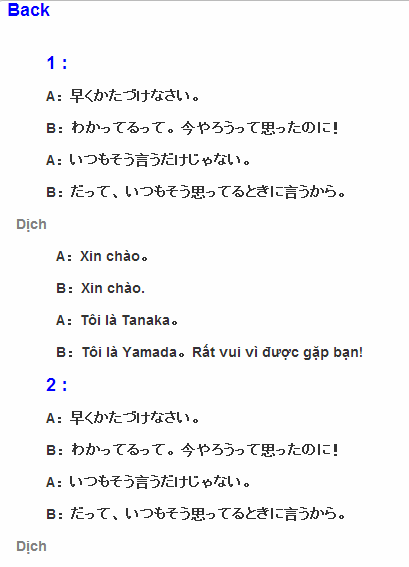 Back
1：
A：早くかたづけなさい。
B：わかってるって。今やろうって思ったのに！
A：いつもそう言うだけじゃない。
B：だって、いつもそう思ってるときに言うから。
Dịch
A：Xin chào。
B：Xin chào.
A：Tôi là Tanaka。
B：Tôi là Yamada。Rất vui vì được gặp bạn!
2：
A：早くかたづけなさい。
B：わかってるって。今やろうって思ったのに！
A：いつもそう言うだけじゃない。
B：だって、いつもそう思ってるときに言うから。
Dịch